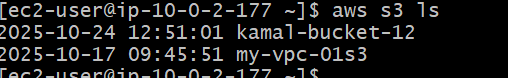 [ec2-user@ip-10-0-2-177 ~]$ aws s3 ls
2025-10-24 12:51:01 kamal-bucket-12
2025-10-17 09:45:51 my-vpc-01s3
[ec2-user@ip-10-0-2-177 ~]$